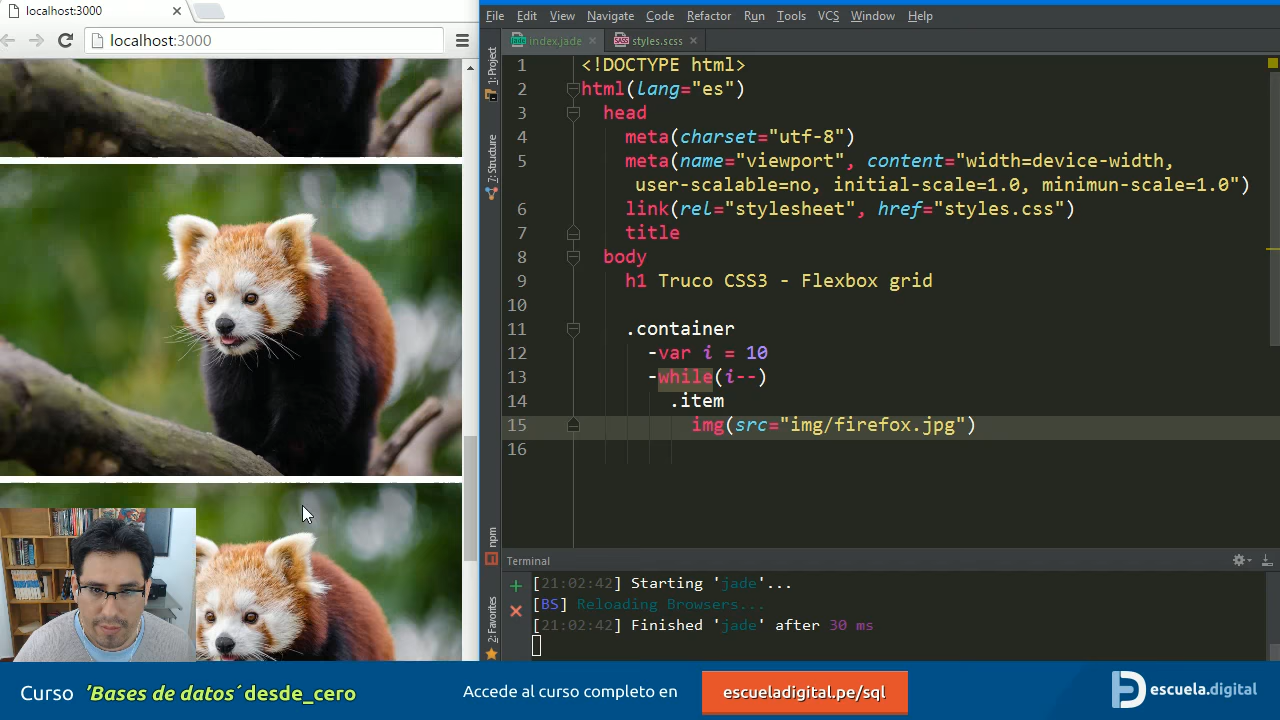 localhost:3000
localhost:3000
File Edit View Navigate Code Refactor Run Tools VCS Window Help
index.jade styles.scss
1: Project
7: Structure
npm
2: Favorites
1 <!DOCTYPE html>
2 html(lang="es")
3 head
4 meta(charset="utf-8")
5 meta(name="viewport", content="width=device-width,
user-scalable=no, initial-scale=1.0, minimun-scale=1.0")
6 link(rel="stylesheet", href="styles.css")
7 title
8 body
9 h1 Truco CSS3 - Flexbox grid
10
11 .container
12 -var i = 10
13 -while(i--)
14 .item
15 img(src="img/firefox.jpg")
16
Terminal
[21:02:42] Starting 'jade'...
[BS] Reloading Browsers...
[21:02:42] Finished 'jade' after 30 ms
Curso 'Bases de datos´ desde_cero
Accede al curso completo en
escueladigital.pe/sql
escuela.digital